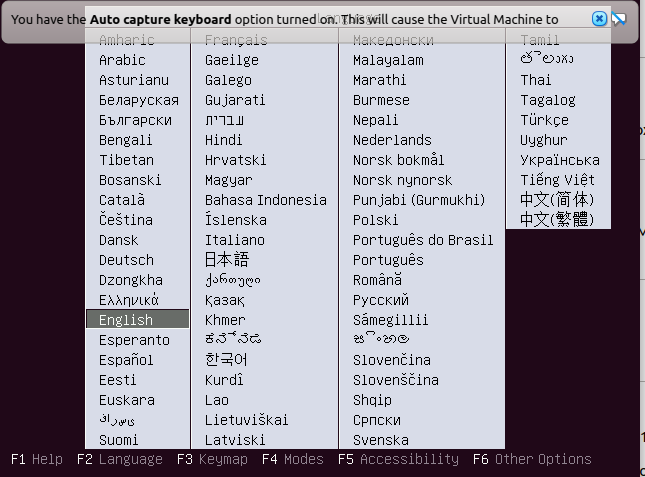 You have the Auto capture keyboard option turned on. This will cause the Virtual Machine to
Language
Amharic
Arabic
Asturianu
Беларуская
Български
Bengali
Tibetan
Bosanski
Català
Čeština
Dansk
Deutsch
Dzongkha
Ελληνικά
English
Esperanto
Español
Eesti
Euskara
Suomi
Français
Gaeilge
Galego
Gujarati
עברית
Hindi
Hrvatski
Magyar
Bahasa Indonesia
Íslenska
Italiano
日本語
ქართული
Қазақ
Khmer
한국어
Kurdî
Lao
Lietuviškai
Latviski
Македонски
Malayalam
Marathi
Burmese
Nepali
Nederlands
Norsk bokmål
Norsk nynorsk
Punjabi (Gurmukhi)
Polski
Português do Brasil
Português
Română
Русский
Sámegillii
Slovenčina
Slovenščina
Shqip
Српски
Svenska
Tamil
Thai
Tagalog
Türkçe
Uyghur
Українська
Tiếng Việt
中文(简体)
中文(繁體)
F1 Help F2 Language F3 Keymap F4 Modes F5 Accessibility F6 Other Options